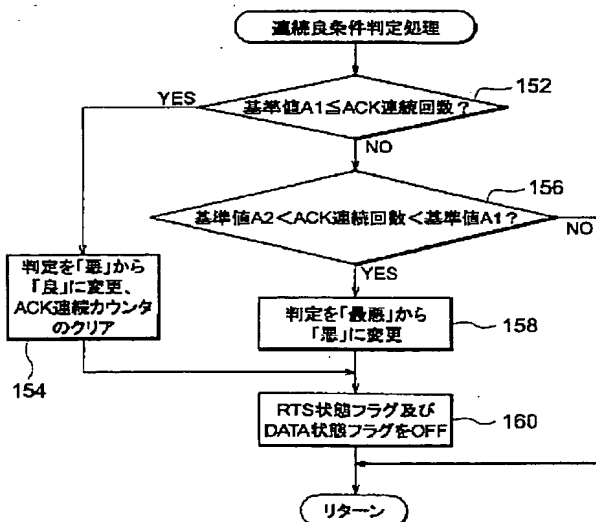 連続良条件判定処理
152
基準値A1≦ACK連続回数?
YES
NO
156
基準値A2<ACK連続回数<基準値A1?
NO
YES
判定を「悪」から
「良」に変更、
ACK連続カウンタ
のクリア
154
判定を「最悪」から
「悪」に変更
158
RTS状態フラグ及び
DATA状態フラグをOFF
160
リターン